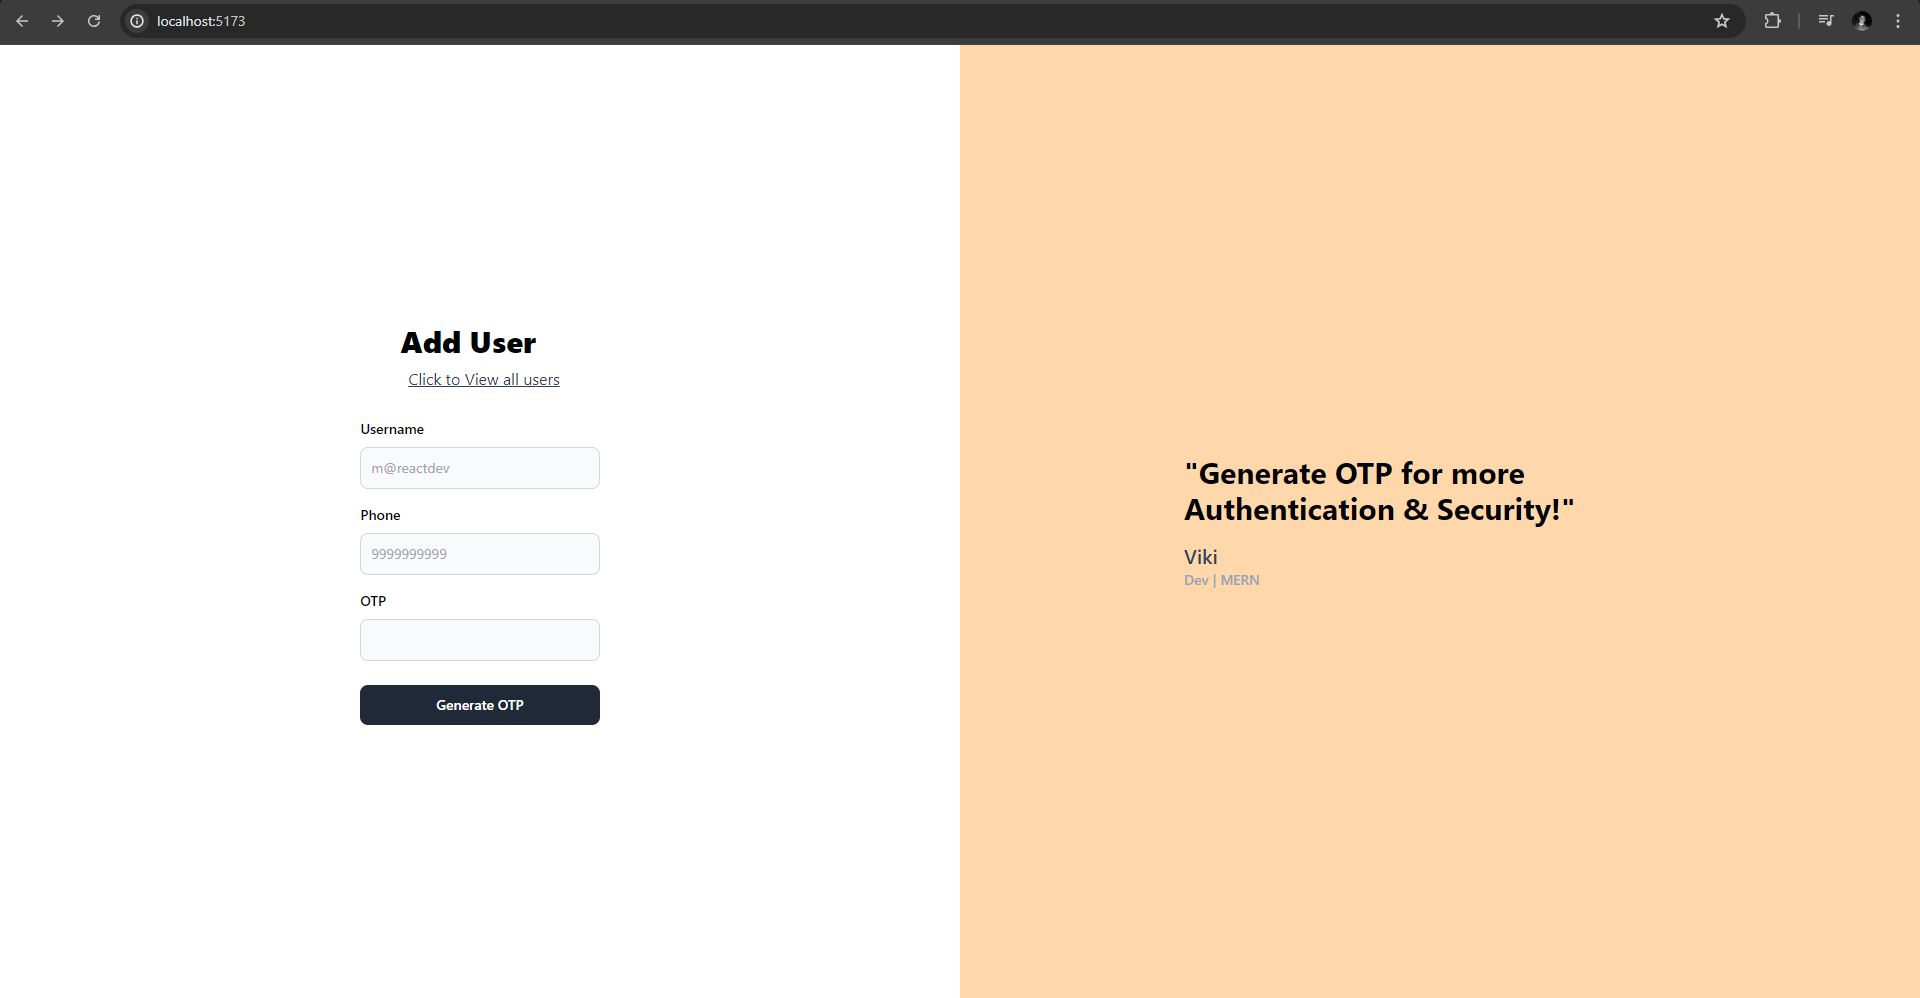 localhost:5173
Add User
Click to View all users
Username
m@reactdev
Phone
9999999999
OTP
Generate OTP
"Generate OTP for more
Authentication & Security!"
Viki
Dev | MERN